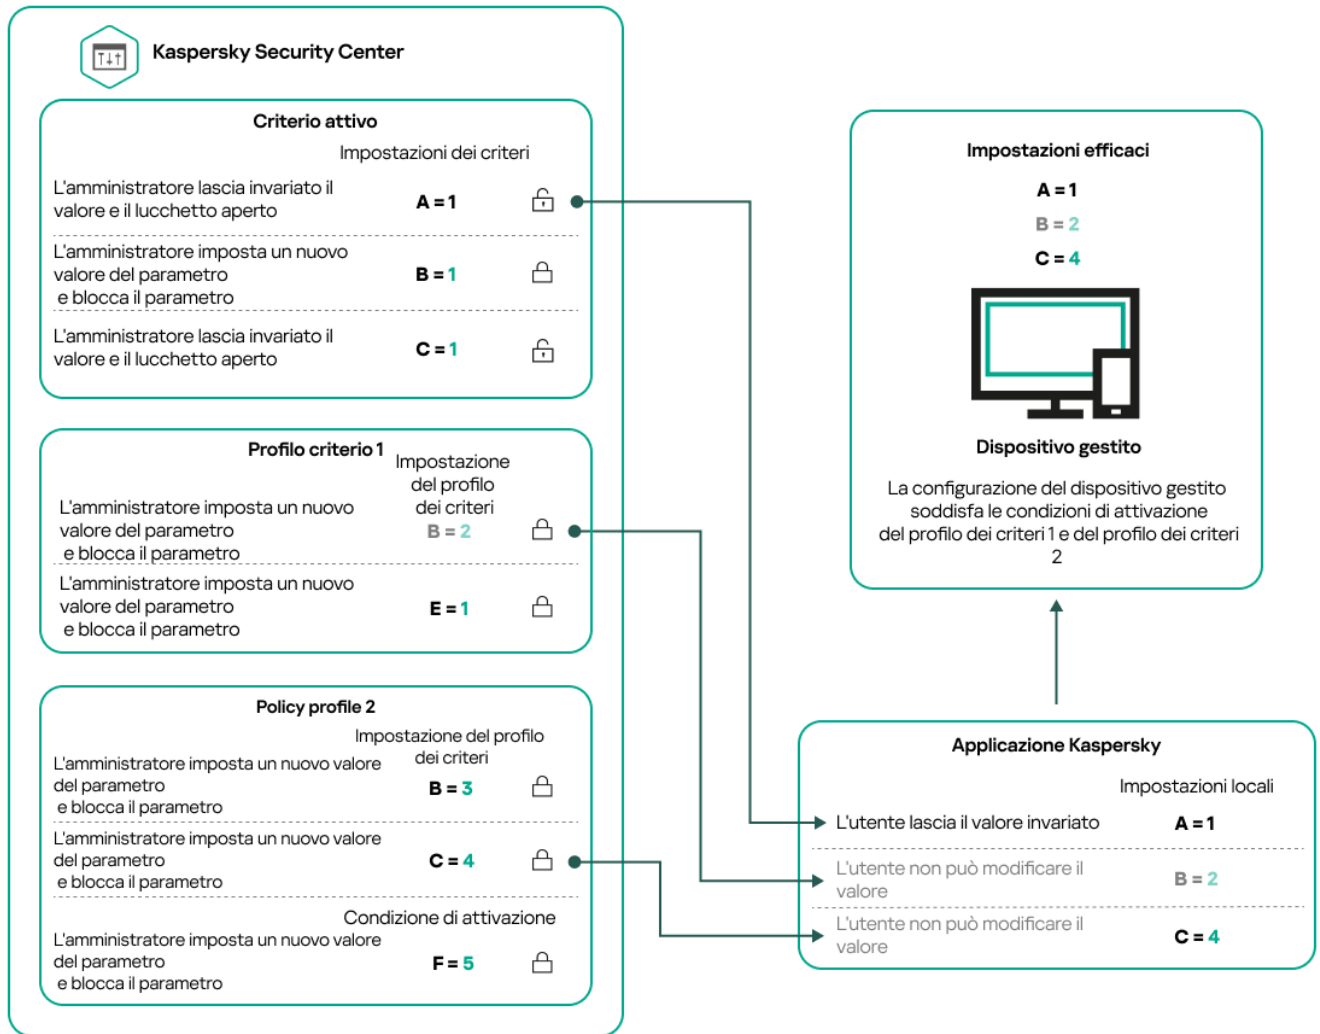 Kaspersky Security Center
Criterio attivo
Impostazioni dei criteri
L'amministratore lascia invariato il
valore e il lucchetto aperto
A = 1
L'amministratore imposta un nuovo
valore del parametro
e blocca il parametro
B = 1
L'amministratore lascia invariato il
valore e il lucchetto aperto
C = 1
Profilo criterio 1
Impostazione
del profilo
dei criteri
L'amministratore imposta un nuovo
valore del parametro
e blocca il parametro
B = 2
L'amministratore imposta un nuovo
valore del parametro
e blocca il parametro
E = 1
Policy profile 2
Impostazione del profilo
dei criteri
L'amministratore imposta un nuovo valore
del parametro
e blocca il parametro
B = 3
L'amministratore imposta un nuovo valore
del parametro
e blocca il parametro
C = 4
Condizione di attivazione
L'amministratore imposta un nuovo valore
del parametro
e blocca il parametro
F = 5
Impostazioni efficaci
A = 1
B = 2
C = 4
Dispositivo gestito
La configurazione del dispositivo gestito
soddisfa le condizioni di attivazione
del profilo dei criteri 1 e del profilo dei criteri
2
Applicazione Kaspersky
Impostazioni locali
L'utente lascia il valore invariato
A = 1
L'utente non può modificare il
valore
B = 2
L'utente non può modificare il
valore
C = 4